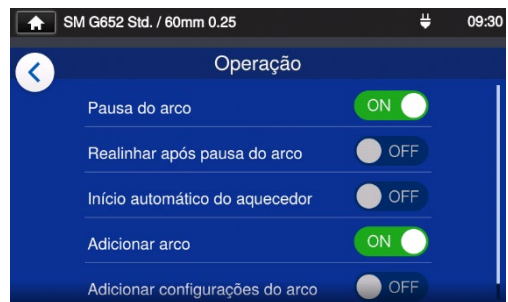 SM G652 Std. / 60mm 0.25 09:30
Operação
Pausa do arco ON
Realinhar após pausa do arco OFF
Início automático do aquecedor OFF
Adicionar arco ON
Adicionar configurações do arco OFF